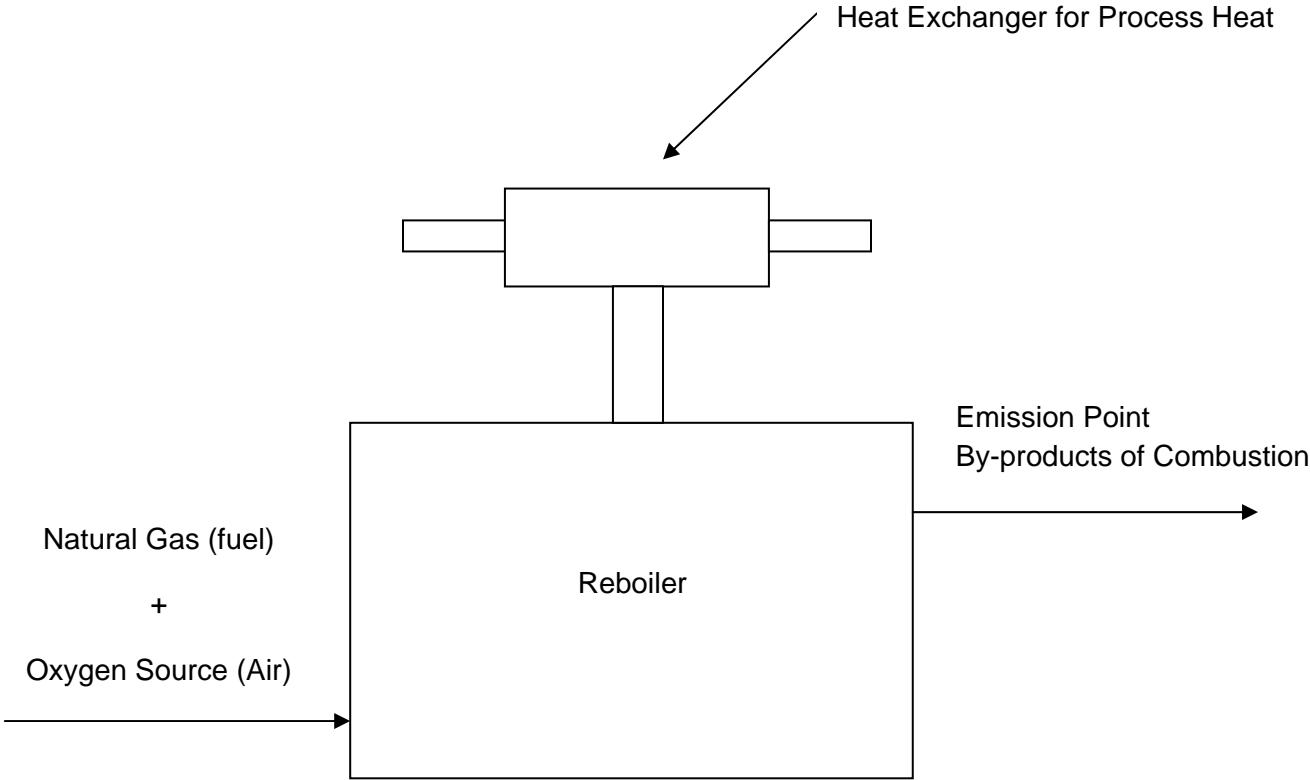 Heat Exchanger for Process Heat
Emission Point
By-products of Combustion
Natural Gas (fuel)
+
Oxygen Source (Air)
Reboiler